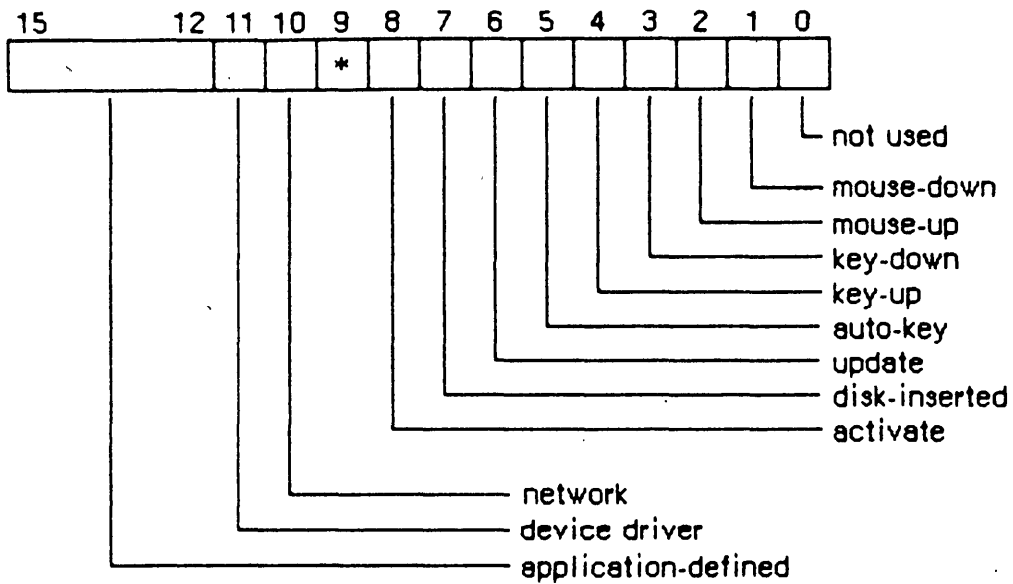 15 12 11 10 9 8 7 6 5 4 3 2 1 0
*
not used
mouse-down
mouse-up
key-down
key-up
auto-key
update
disk-inserted
activate
network
device driver
application-defined